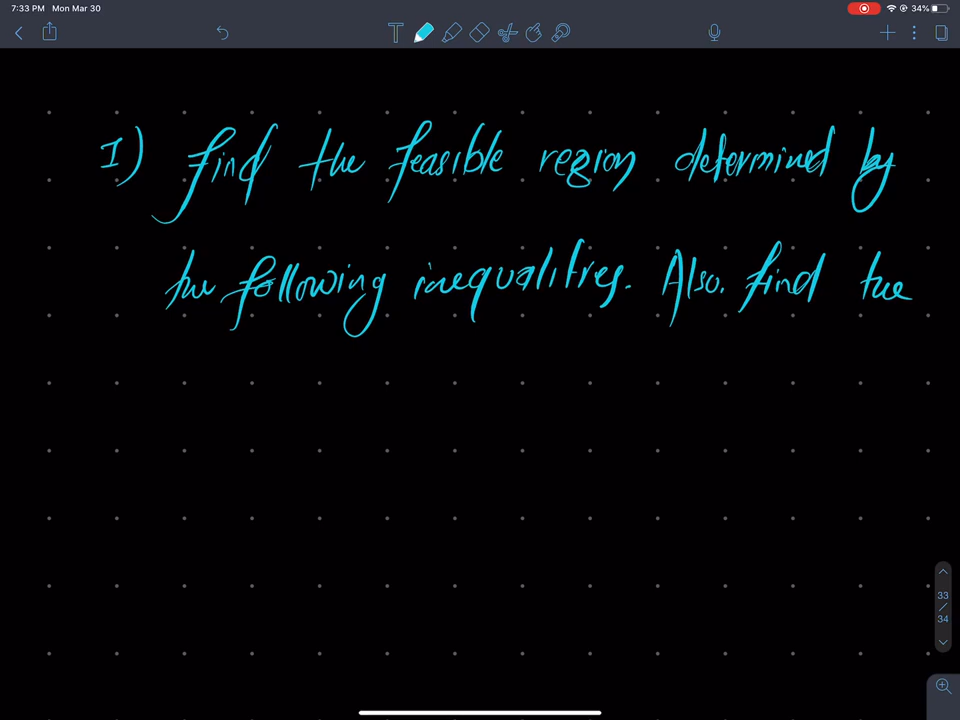 7:33 PM Mon Mar 30 34%
T
1) find the feasible region determined by
the following inequalities. Also. find the
33
/
34